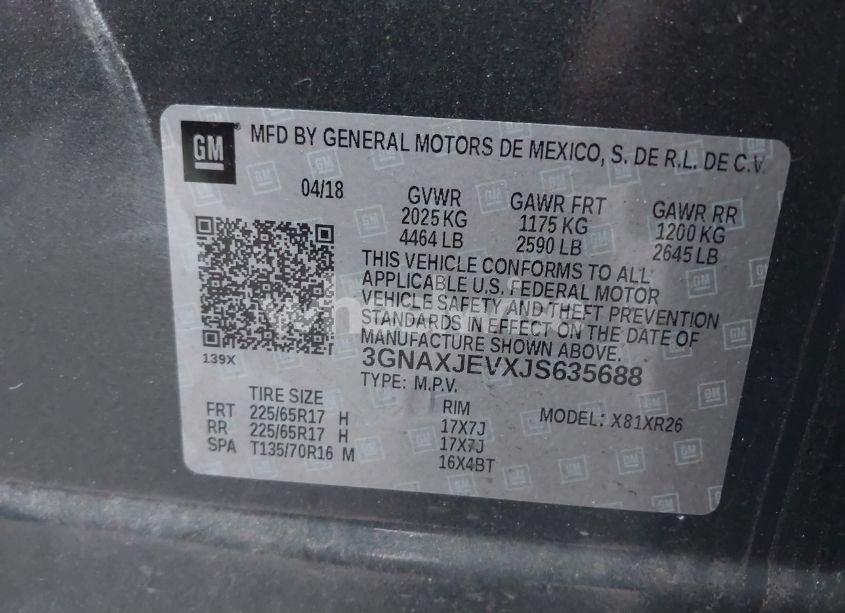 GM
MFD BY GENERAL MOTORS DE MEXICO, S. DE R.L. DE C.V.
04/18 GVWR GAWR FRT GAWR RR
2025 KG 1175 KG 1200 KG
4464 LB 2590 LB 2645 LB
THIS VEHICLE CONFORMS TO ALL
APPLICABLE U.S. FEDERAL MOTOR
VEHICLE SAFETY AND THEFT PREVENTION
STANDARDS IN EFFECT ON THE DATE OF
MANUFACTURE SHOWN ABOVE.
139X
3GNAXJEVXJS635688
TYPE: M.P.V.
TIRE SIZE RIM MODEL: X81XR26
FRT 225/65R17 H 17X7J
RR 225/65R17 H 17X7J
SPA T135/70R16 M 16X4BT